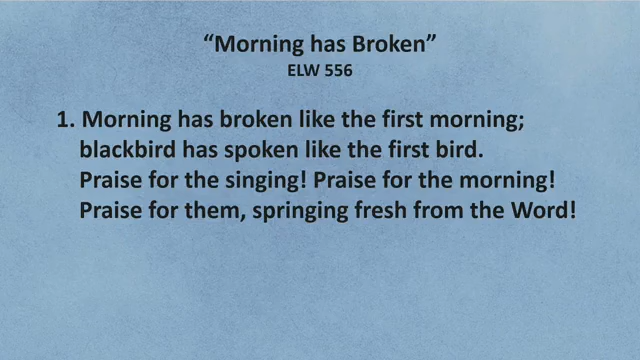 “Morning has Broken”
ELW 556
1. Morning has broken like the first morning;
blackbird has spoken like the first bird.
Praise for the singing! Praise for the morning!
Praise for them, springing fresh from the Word!